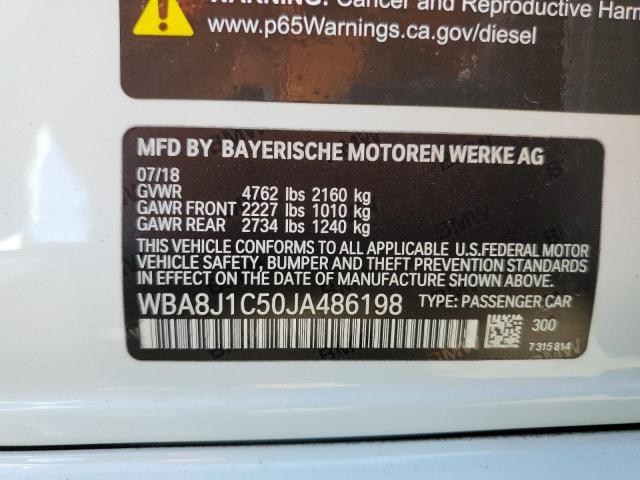 WARNING: Cancer and Reproductive Harm
www.p65Warnings.ca.gov/diesel
MFD BY BAYERISCHE MOTOREN WERKE AG
07/18
GVWR 4762 lbs 2160 kg
GAWR FRONT 2227 lbs 1010 kg
GAWR REAR 2734 lbs 1240 kg
THIS VEHICLE CONFORMS TO ALL APPLICABLE U.S.FEDERAL MOTOR
VEHICLE SAFETY, BUMPER AND THEFT PREVENTION STANDARDS
IN EFFECT ON THE DATE OF MANUFACTURE SHOWN ABOVE.
WBA8J1C50JA486198 TYPE: PASSENGER CAR
300
7315814